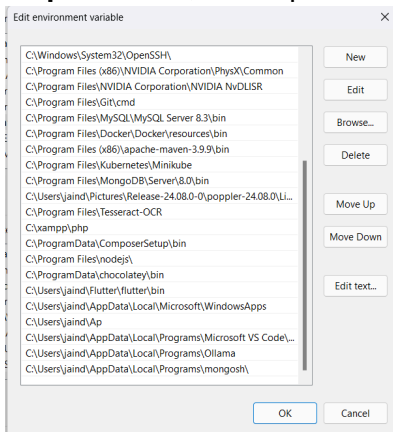 Edit environment variable
C:\Windows\System32\OpenSSH\
C:\Program Files (x86)\NVIDIA Corporation\PhysX\Common
C:\Program Files\NVIDIA Corporation\NVIDIA NvDLISR
C:\Program Files\Git\cmd
C:\Program Files\MySQL\MySQL Server 8.3\bin
C:\Program Files\Docker\Docker\resources\bin
C:\Program Files (x86)\apache-maven-3.9.9\bin
C:\Program Files\Kubernetes\Minikube
C:\Program Files\MongoDB\Server\8.0\bin
C:\Users\jaind\Pictures\Release-24.08.0-0\poppler-24.08.0\Li...
C:\Program Files\Tesseract-OCR
C:\xampp\php
C:\ProgramData\ComposerSetup\bin
C:\Program Files\nodejs\
C:\ProgramData\chocolatey\bin
C:\Users\jaind\Flutter\flutter\bin
C:\Users\jaind\AppData\Local\Microsoft\WindowsApps
C:\Users\jaind\Ap
C:\Users\jaind\AppData\Local\Programs\Microsoft VS Code\...
C:\Users\jaind\AppData\Local\Programs\Ollama
C:\Users\jaind\AppData\Local\Programs\mongosh\
New
Edit
Browse...
Delete
Move Up
Move Down
Edit text...
OK
Cancel